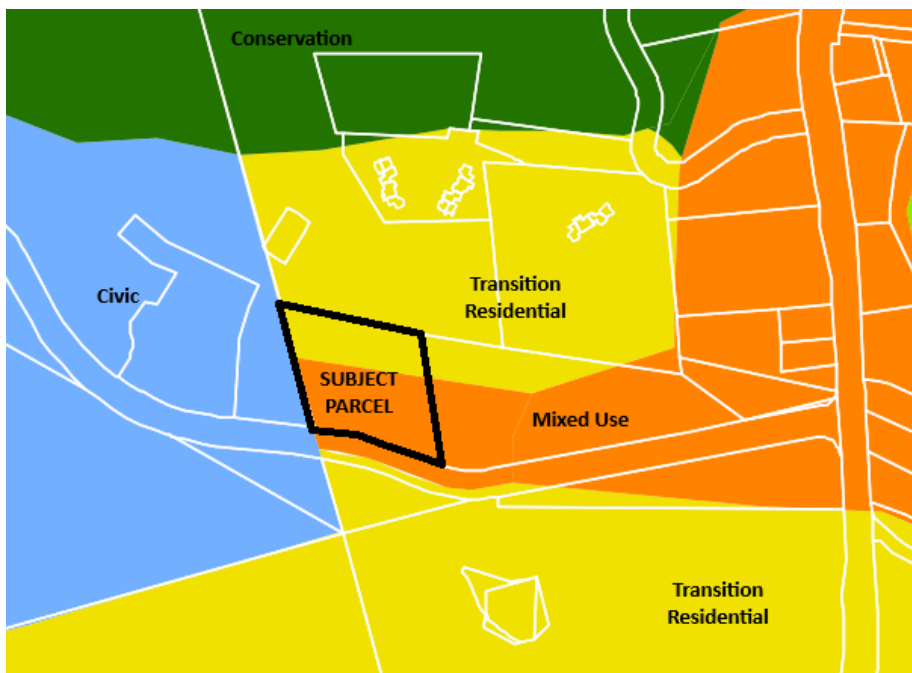 Conservation
Civic
Transition
Residential
SUBJECT
PARCEL
Mixed Use
Transition
Residential